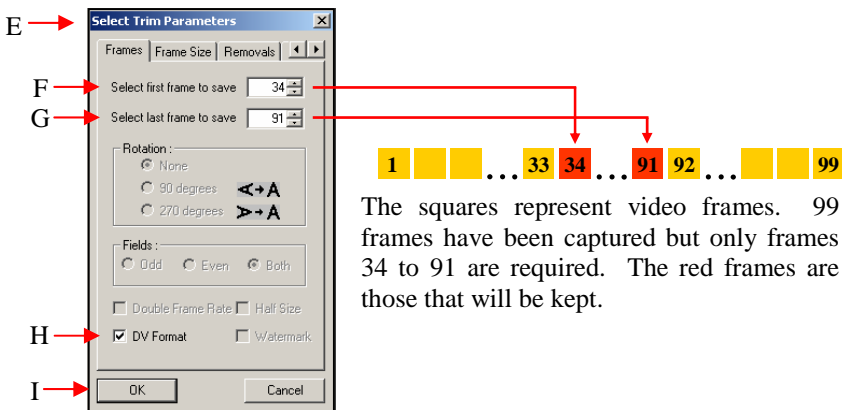 E
Select Trim Parameters
Frames Frame Size Removals
F
Select first frame to save 34
G
Select last frame to save 91
Rotation :
None
90 degrees A→A
270 degrees A→A
Fields :
Odd Even Both
Double Frame Rate Half Size
H
DV Format Watermark
I
OK Cancel
1 ... 33 34 ... 91 92 ... 99
The squares represent video frames. 99
frames have been captured but only frames
34 to 91 are required. The red frames are
those that will be kept.